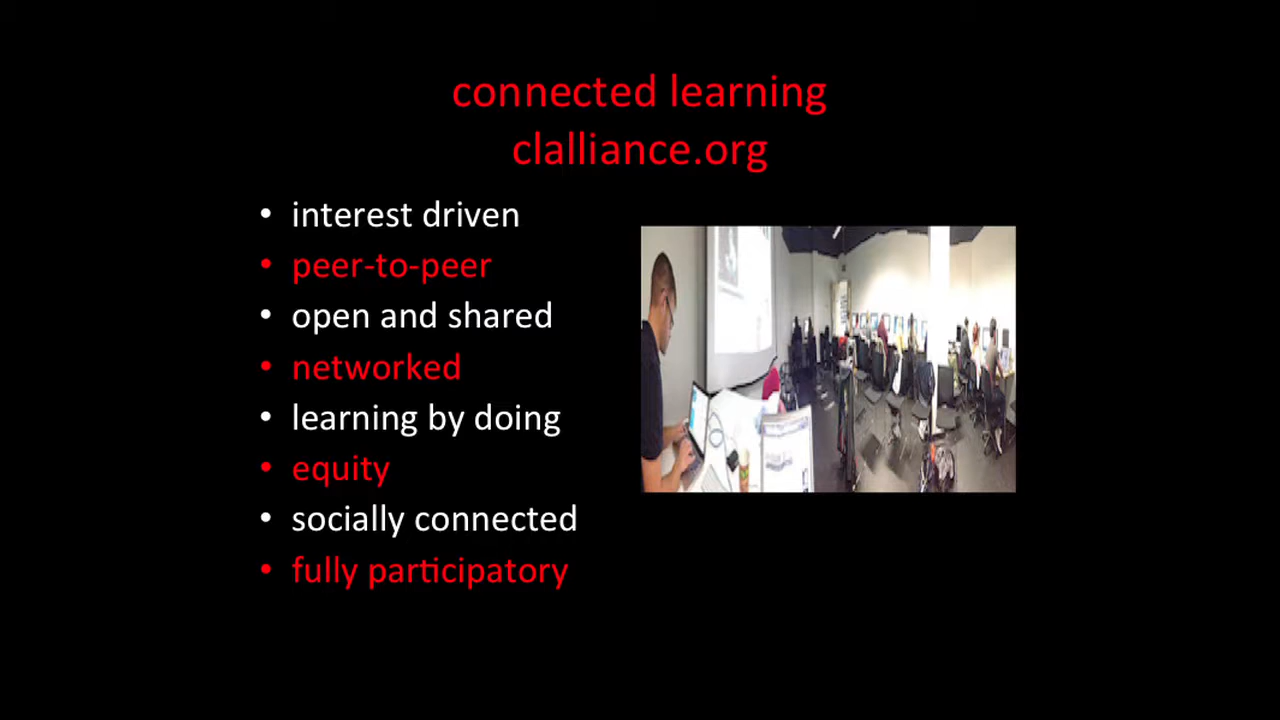 connected learning
clalliance.org
• interest driven
• peer-to-peer
• open and shared
• networked
• learning by doing
• equity
• socially connected
• fully participatory